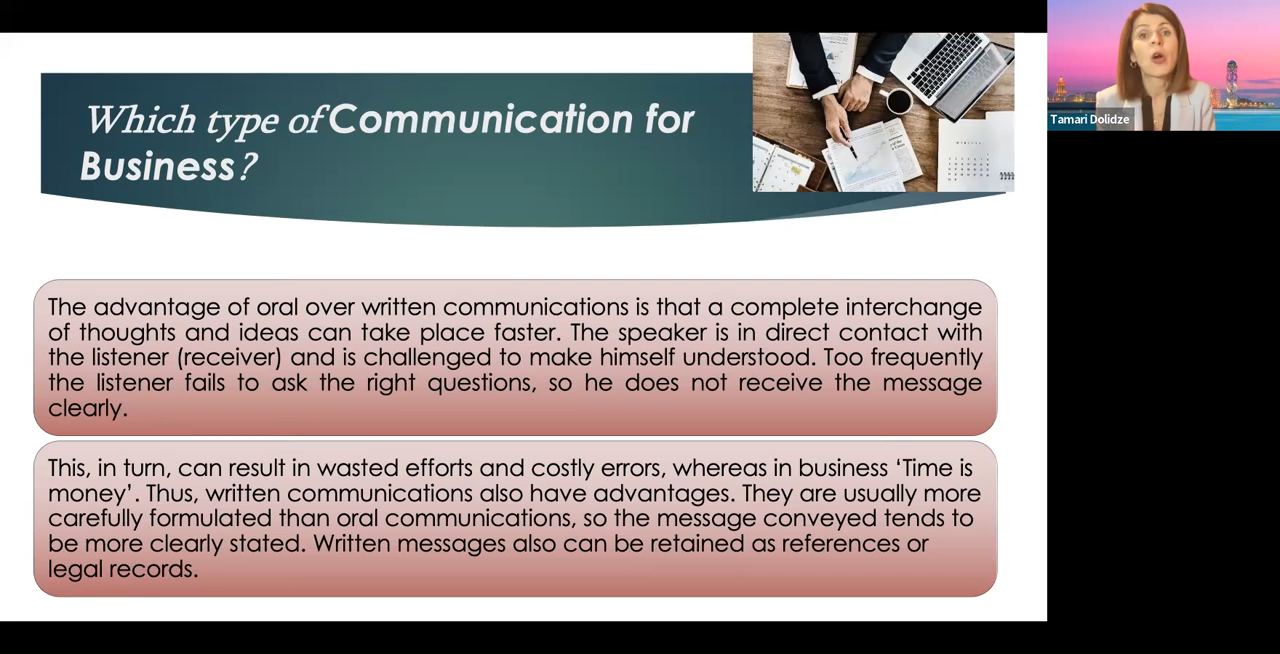 Which type of Communication for
Business?
Tamari Dolidze
The advantage of oral over written communications is that a complete interchange
of thoughts and ideas can take place faster. The speaker is in direct contact with
the listener (receiver) and is challenged to make himself understood. Too frequently
the listener fails to ask the right questions, so he does not receive the message
clearly.
This, in turn, can result in wasted efforts and costly errors, whereas in business ‘Time is
money’. Thus, written communications also have advantages. They are usually more
carefully formulated than oral communications, so the message conveyed tends to
be more clearly stated. Written messages also can be retained as references or
legal records.